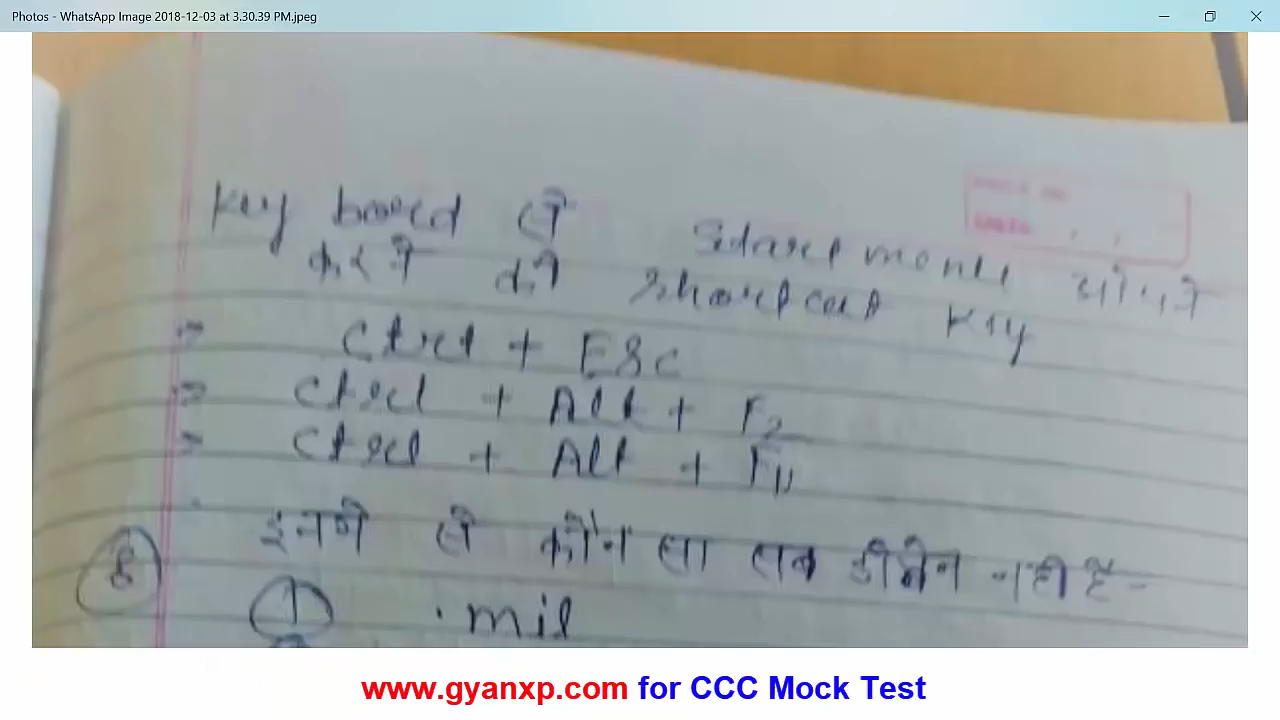 Photos - WhatsApp Image 2018-12-03 at 3.30.39 PM.jpeg
Key board से Start menu ओपन
करने की shortcut key
⇒ Ctrl + ESC
⇒ Ctrl + Alt + F2
⇒ Ctrl + Alt + F11
8 इनमे से कौन सा सब डोमेन नही है -
1 .mil
www.gyanxp.com for CCC Mock Test